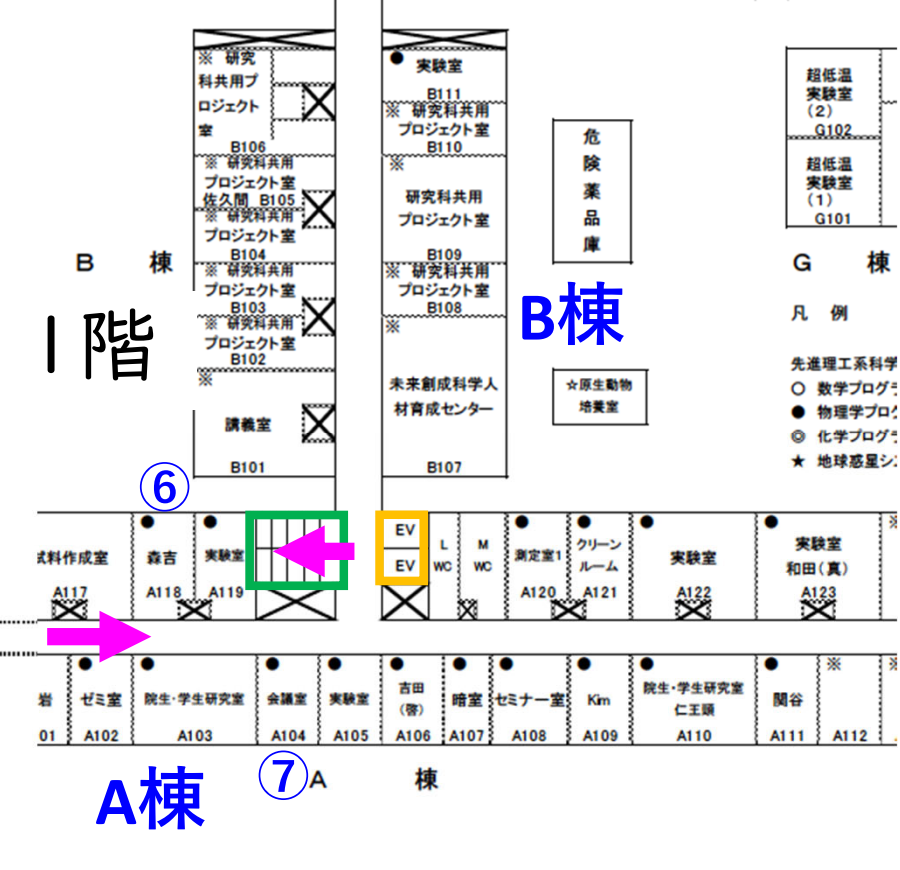 ※ 研究
科共用プ
ロジェクト
室
B106
※ 研究科共用
プロジェクト室
佐久間 B105
※ 研究科共用
プロジェクト室
B104
※ 研究科共用
プロジェクト室
B103
※ 研究科共用
プロジェクト室
B102
※
講義室
B101
● 実験室
B111
※ 研究科共用
プロジェクト室
B110
※
研究科共用
プロジェクト室
B109
※ 研究科共用
プロジェクト室
B108
※
未来創成科学人
材育成センター
B107
危
険
薬
品
庫
☆原生動物
培養室
超低温
実験室
(2)
G102
超低温
実験室
(1)
G101
B 棟
1階
B棟
G 棟
凡 例
先進理工系科学
○ 数学プログ
● 物理学プロ
◎ 化学プログ
★ 地球惑星シ
⑥
料作成室
A117
●
森吉
A118
●
実験室
A119
EV
EV
L
WC
M
WC
●
測定室1
A120
●
クリーン
ルーム
A121
●
実験室
A122
●
実験室
和田(真)
A123
※
岩
01
●
ゼミ室
A102
●
院生・学生研究室
A103
●
会議室
A104
●
実験室
A105
●
吉田
(啓)
A106
●
暗室
A107
●
セミナー室
A108
●
Kim
A109
●
院生・学生研究室
仁王頭
A110
●
関谷
A111
※
A112
※
A棟
⑦
A 棟